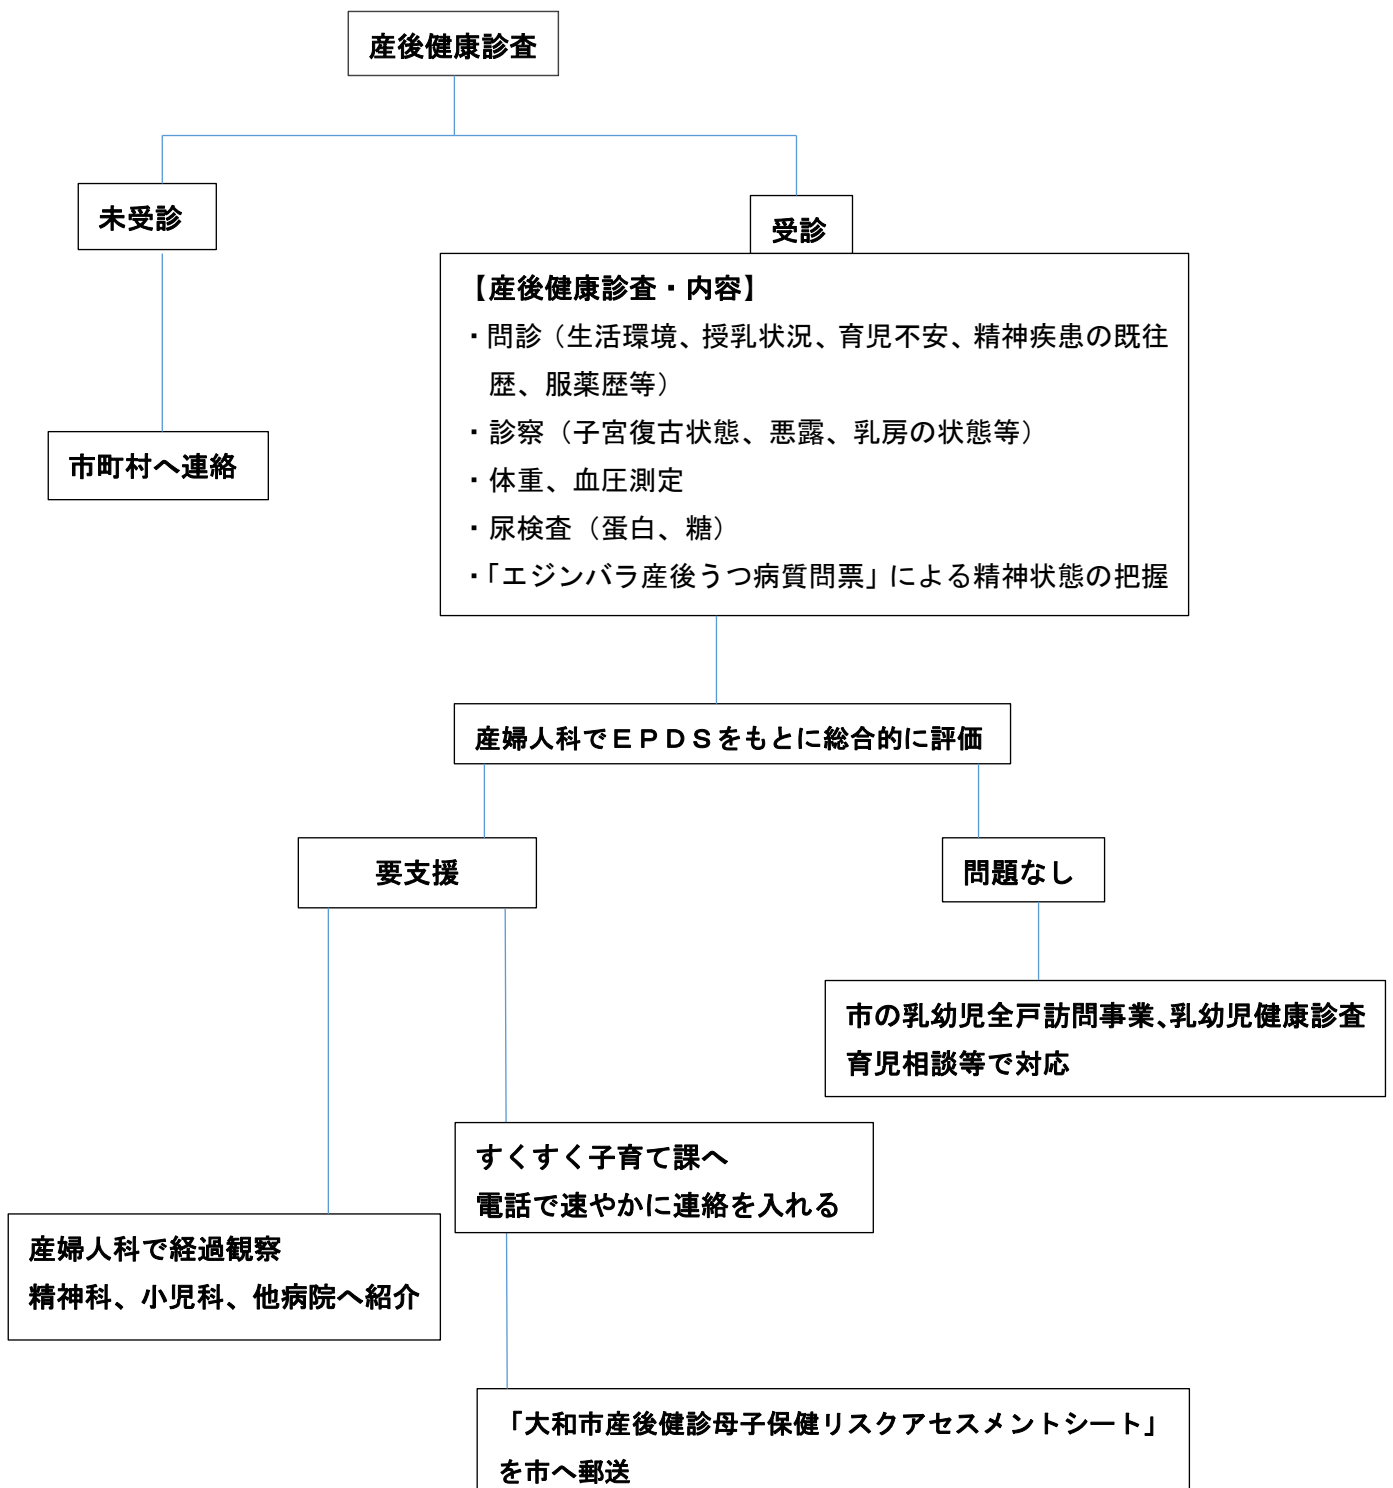 産後健康診査
未受診
受診
市町村へ連絡
【産後健康診査・内容】
・問診（生活環境、授乳状況、育児不安、精神疾患の既往
歴、服薬歴等）
・診察（子宮復古状態、悪露、乳房の状態等）
・体重、血圧測定
・尿検査（蛋白、糖）
・「エジンバラ産後うつ病質問票」による精神状態の把握
産婦人科でＥＰＤＳをもとに総合的に評価
要支援
問題なし
市の乳幼児全戸訪問事業、乳幼児健康診査
育児相談等で対応
すくすく子育て課へ
電話で速やかに連絡を入れる
産婦人科で経過観察
精神科、小児科、他病院へ紹介
「大和市産後健診母子保健リスクアセスメントシート」
を市へ郵送